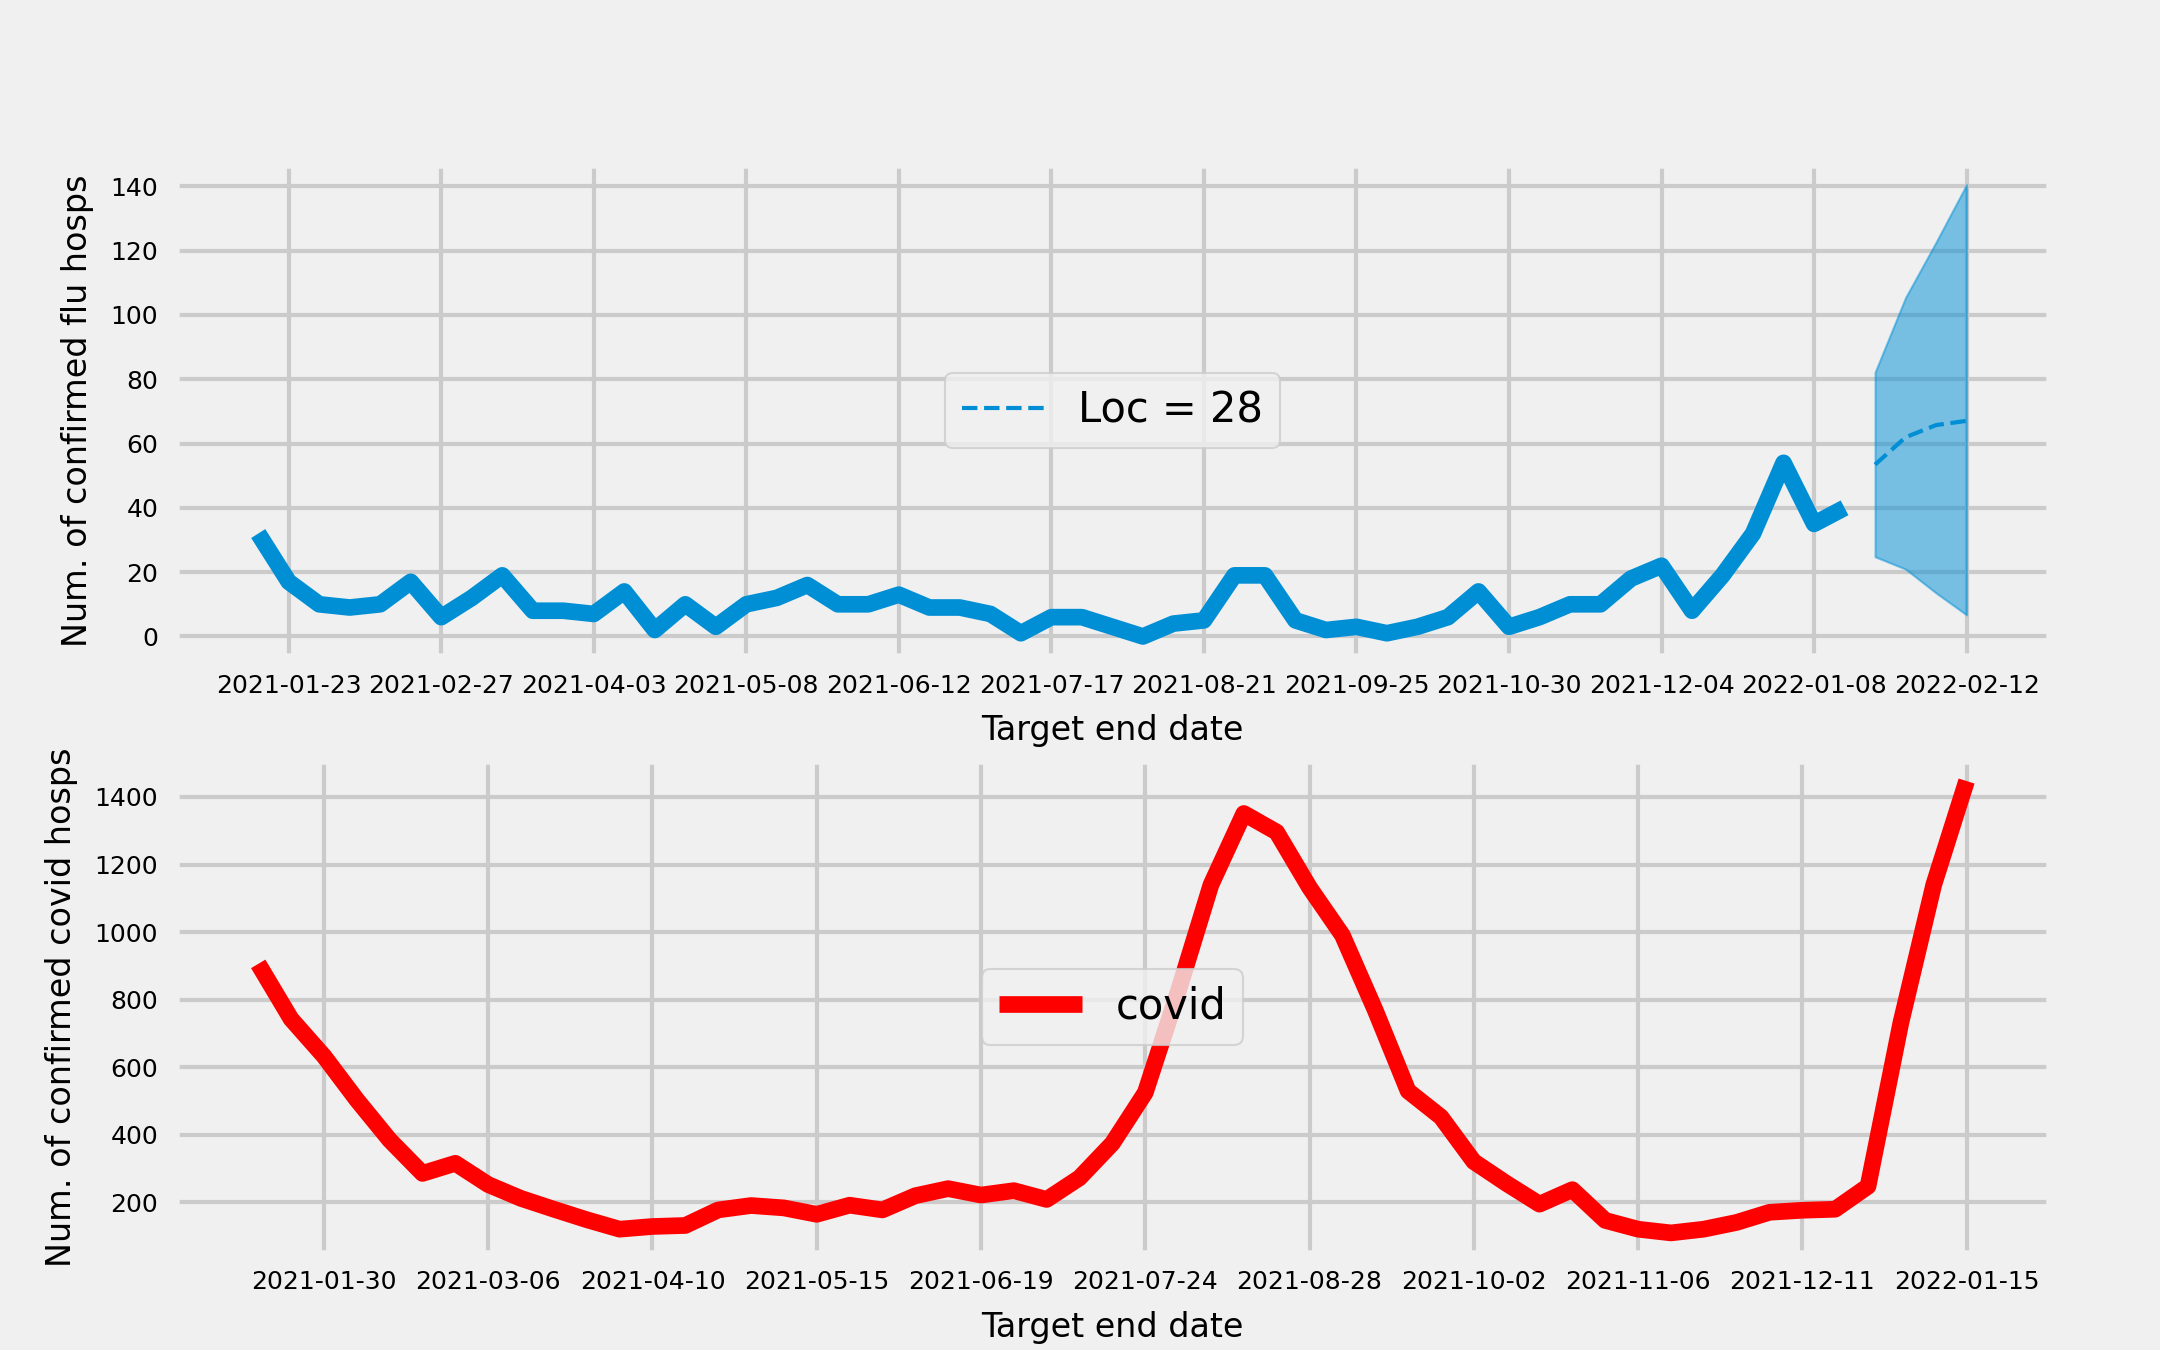 Num. of confirmed flu hosps
140
120
100
80
60
40
20
0
Loc = 28
2021-01-23 2021-02-27 2021-04-03 2021-05-08 2021-06-12 2021-07-17 2021-08-21 2021-09-25 2021-10-30 2021-12-04 2022-01-08 2022-02-12
Target end date
Num. of confirmed covid hosps
1400
1200
1000
800
600
400
200
covid
2021-01-30 2021-03-06 2021-04-10 2021-05-15 2021-06-19 2021-07-24 2021-08-28 2021-10-02 2021-11-06 2021-12-11 2022-01-15
Target end date